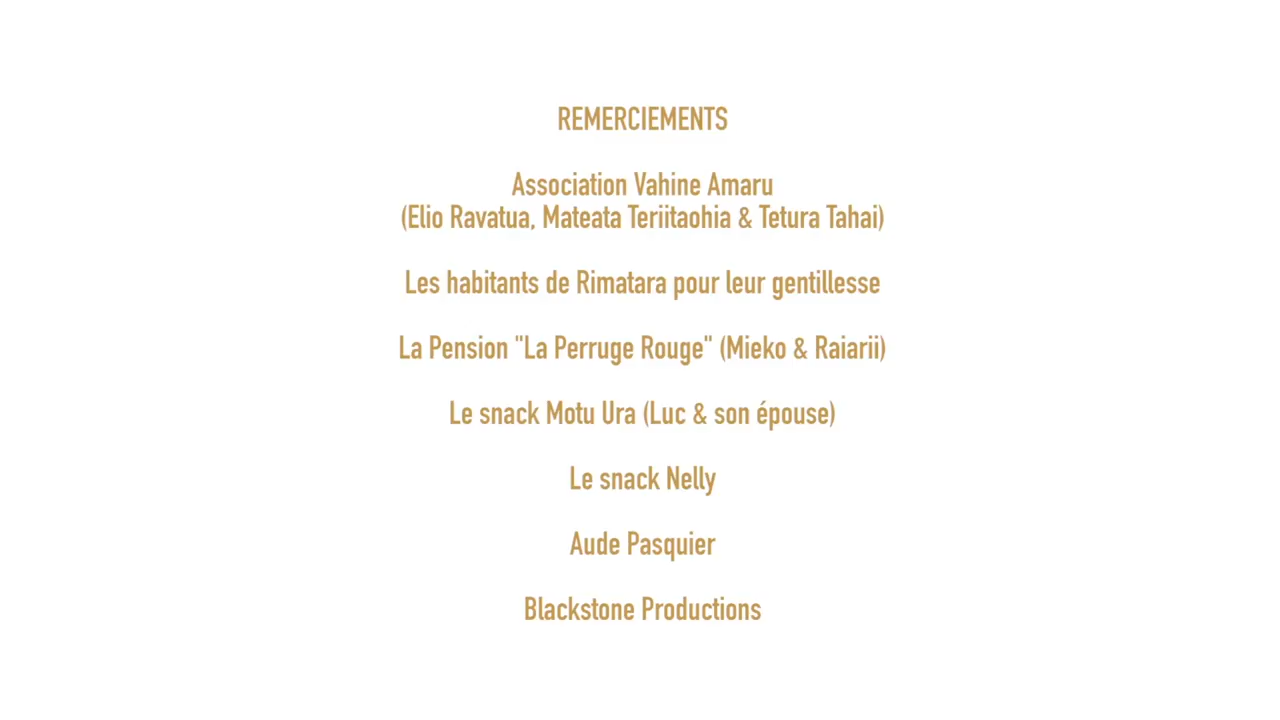 REMERCIEMENTS
Association Vahine Amaru
(Elio Ravatua, Mateata Teriitaohia & Tetura Tahai)
Les habitants de Rimatara pour leur gentillesse
La Pension "La Perruge Rouge" (Mieko & Raiarii)
Le snack Motu Ura (Luc & son épouse)
Le snack Nelly
Aude Pasquier
Blackstone Productions